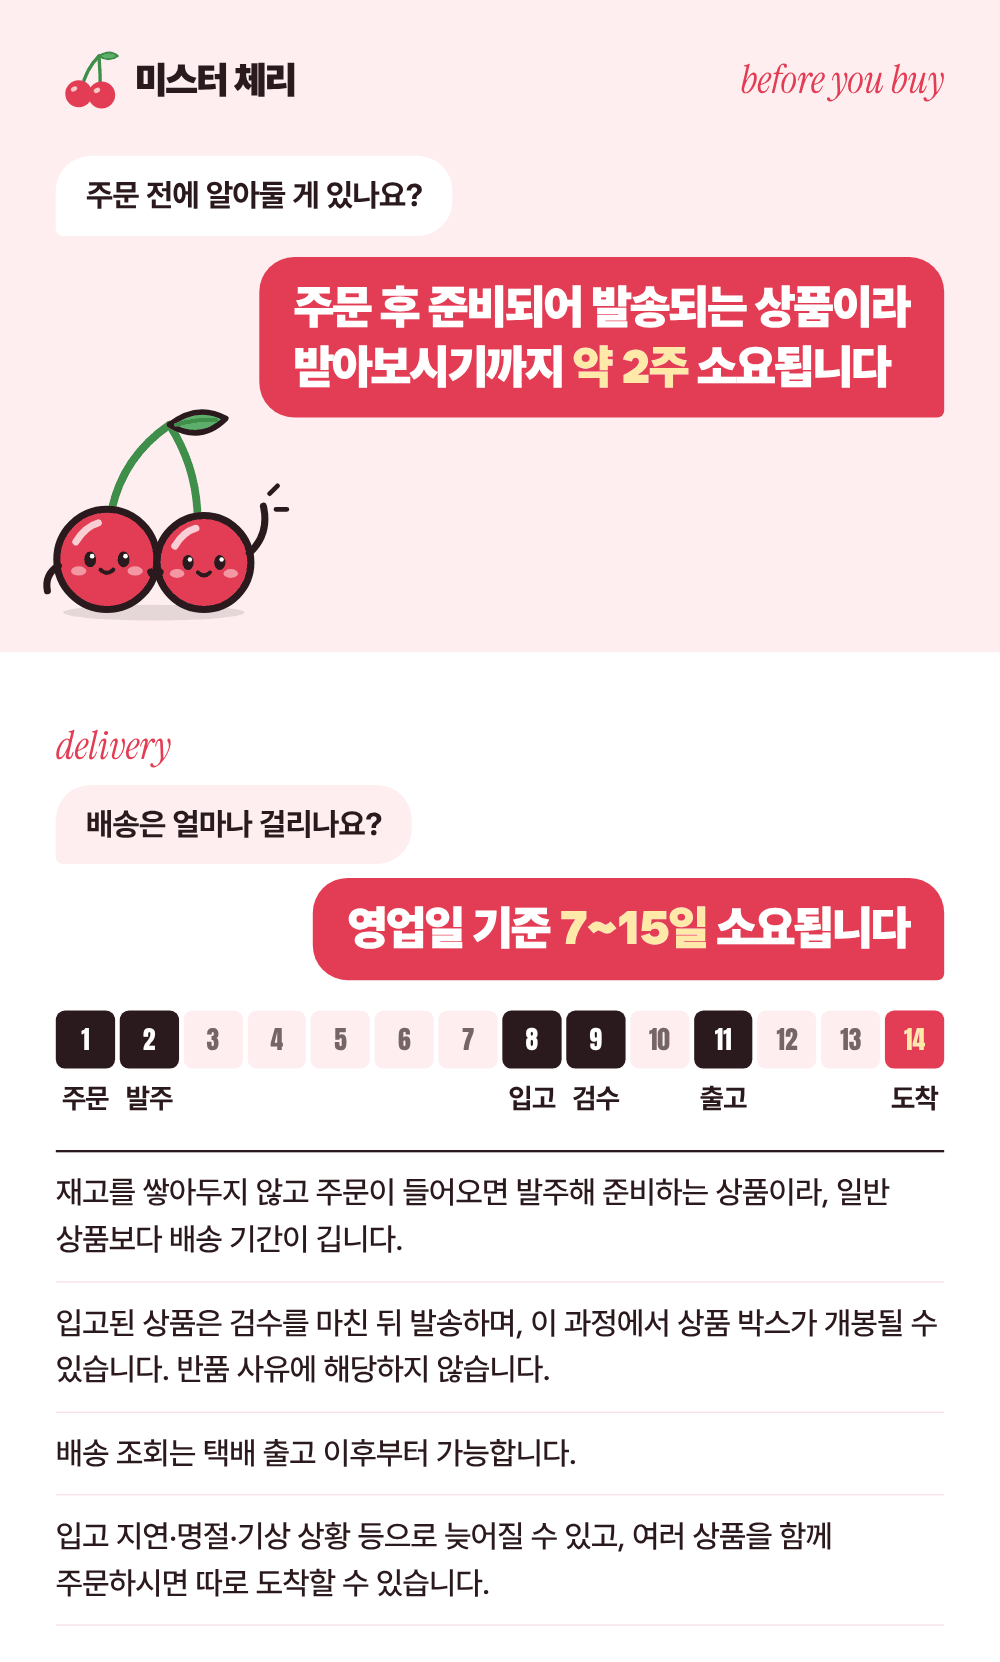 미스터 체리
before you buy
주문 전에 알아둘 게 있나요?
주문 후 준비되어 발송되는 상품이라
받아보시기까지 약 2주 소요됩니다
delivery
배송은 얼마나 걸리나요?
영업일 기준 7~15일 소요됩니다
1 2 3 4 5 6 7 8 9 10 11 12 13 14
주문 발주 입고 검수 출고 도착
재고를 쌓아두지 않고 주문이 들어오면 발주해 준비하는 상품이라, 일반
상품보다 배송 기간이 깁니다.
입고된 상품은 검수를 마친 뒤 발송하며, 이 과정에서 상품 박스가 개봉될 수
있습니다. 반품 사유에 해당하지 않습니다.
배송 조회는 택배 출고 이후부터 가능합니다.
입고 지연·명절·기상 상황 등으로 늦어질 수 있고, 여러 상품을 함께
주문하시면 따로 도착할 수 있습니다.